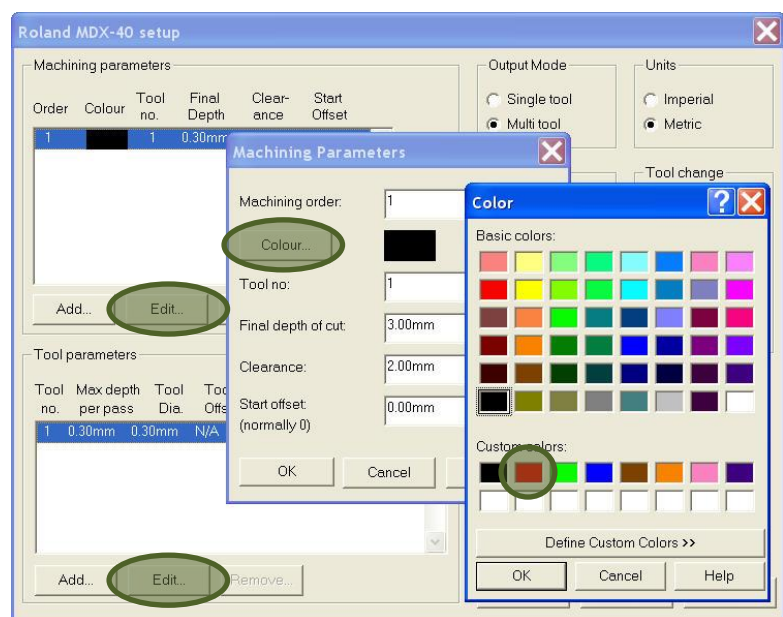 Roland MDX-40 setup
Machining parameters
Order Colour Tool no. Final Depth Clear-ance Start Offset
1 1 0.30mm
Add... Edit...
Tool parameters
Tool no. Max depth per pass Tool Dia.
1 0.30mm 0.30mm N/A
Add... Edit... Remove...
Output Mode
Single tool
Multi tool
Units
Imperial
Metric
Tool change
Machining Parameters
Machining order: 1
Colour...
Tool no: 1
Final depth of cut: 3.00mm
Clearance: 2.00mm
Start offset: 0.00mm
(normally 0)
OK Cancel
Color
Basic colors:
Custom colors:
Define Custom Colors >>
OK Cancel Help